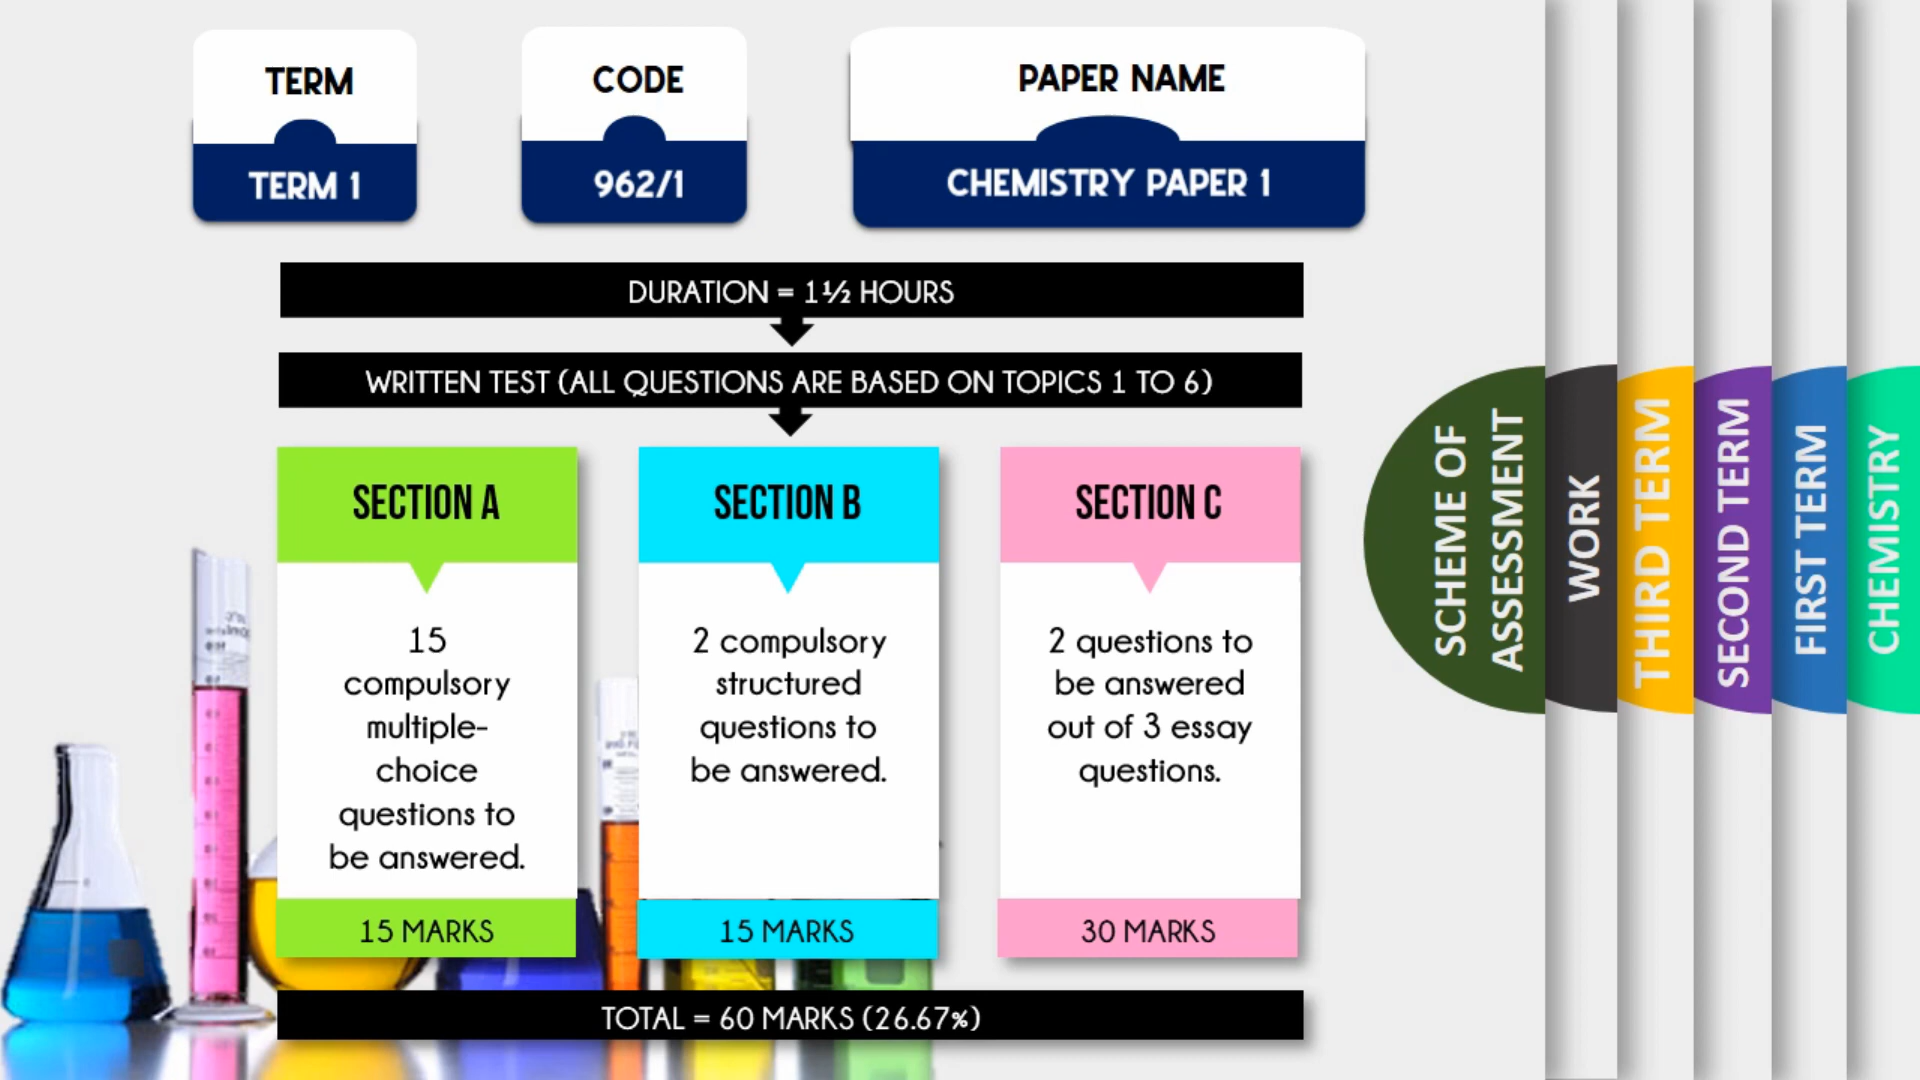 TERM
TERM 1
CODE
962/1
PAPER NAME
CHEMISTRY PAPER 1
DURATION = 1½ HOURS
WRITTEN TEST (ALL QUESTIONS ARE BASED ON TOPICS 1 TO 6)
SECTION A
15
compulsory
multiple-
choice
questions to
be answered.
15 MARKS
SECTION B
2 compulsory
structured
questions to
be answered.
15 MARKS
SECTION C
2 questions to
be answered
out of 3 essay
questions.
30 MARKS
TOTAL = 60 MARKS (26.67%)
SCHEME OF
ASSESSMENT
WORK
THIRD TERM
SECOND TERM
FIRST TERM
CHEMISTRY